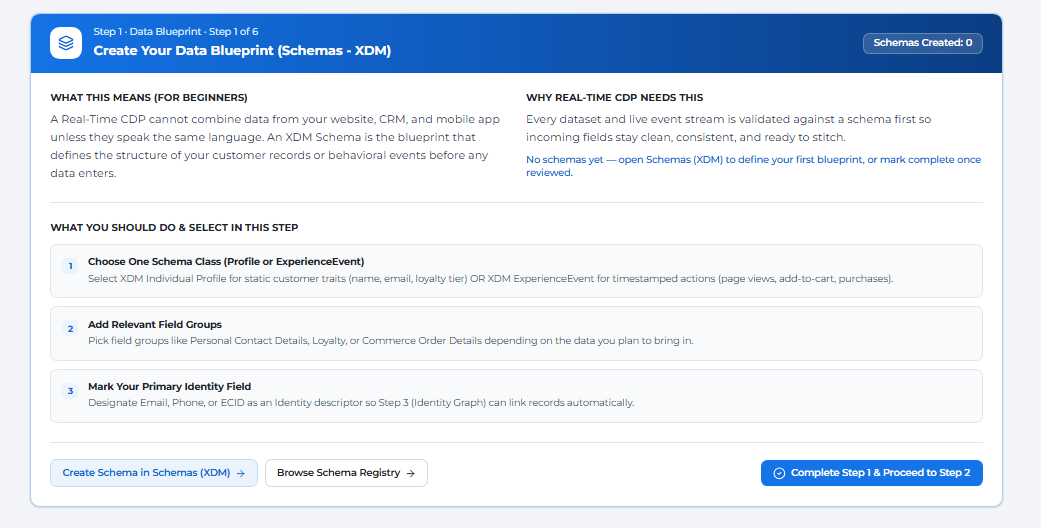 Step 1 · Data Blueprint · Step 1 of 6
Create Your Data Blueprint (Schemas - XDM)
Schemas Created: 0
WHAT THIS MEANS (FOR BEGINNERS)
A Real-Time CDP cannot combine data from your website, CRM, and mobile app
unless they speak the same language. An XDM Schema is the blueprint that
defines the structure of your customer records or behavioral events before any
data enters.
WHY REAL-TIME CDP NEEDS THIS
Every dataset and live event stream is validated against a schema first so
incoming fields stay clean, consistent, and ready to stitch.
No schemas yet — open Schemas (XDM) to define your first blueprint, or mark complete once
reviewed.
WHAT YOU SHOULD DO & SELECT IN THIS STEP
1
Choose One Schema Class (Profile or ExperienceEvent)
Select XDM Individual Profile for static customer traits (name, email, loyalty tier) OR XDM ExperienceEvent for timestamped actions (page views, add-to-cart, purchases).
2
Add Relevant Field Groups
Pick field groups like Personal Contact Details, Loyalty, or Commerce Order Details depending on the data you plan to bring in.
3
Mark Your Primary Identity Field
Designate Email, Phone, or ECID as an Identity descriptor so Step 3 (Identity Graph) can link records automatically.
Create Schema in Schemas (XDM) →
Browse Schema Registry →
Complete Step 1 & Proceed to Step 2